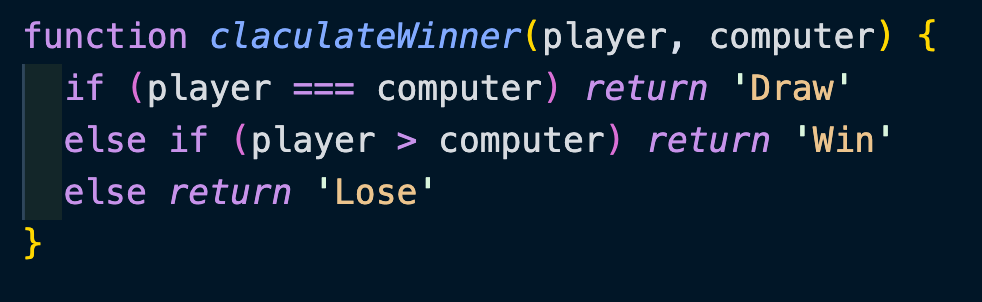 function claculateWinner(player, computer) {
  if (player === computer) return 'Draw'
  else if (player > computer) return 'Win'
  else return 'Lose'
}